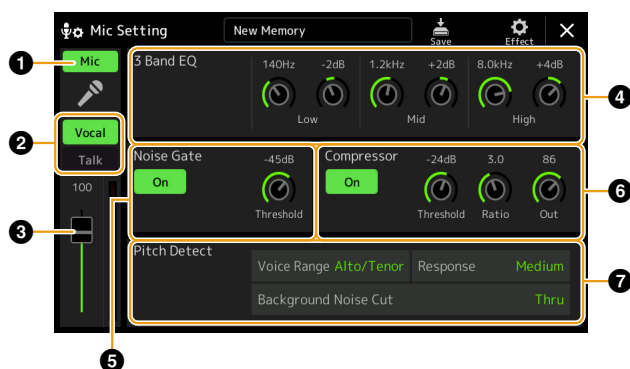 Mic Setting
New Memory
Save
Effect
1
Mic
2
Vocal
Talk
3
100
3 Band EQ
140Hz -2dB 1.2kHz +2dB 8.0kHz +4dB
Low Mid High
4
Noise Gate
On
-45dB
Threshold
5
Compressor
On
-24dB 3.0 86
Threshold Ratio Out
6
Pitch Detect
Voice Range Alto/Tenor Response Medium
Background Noise Cut Thru
7